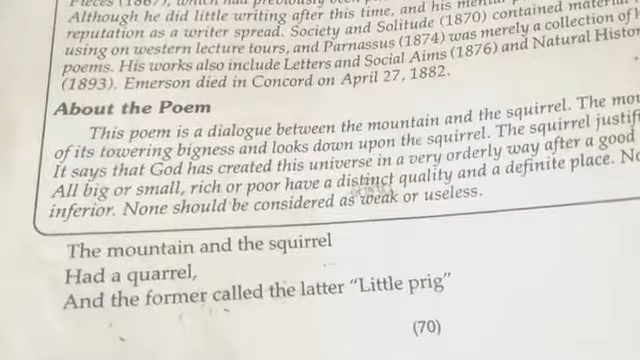 Although he did little writing after this time, and his mental
reputation as a writer spread. Society and Solitude (1870) contained material
using on western lecture tours, and Parnassus (1874) was merely a collection of
poems. His works also include Letters and Social Aims (1876) and Natural
(1893). Emerson died in Concord on April 27, 1882.
About the Poem
This poem is a dialogue between the mountain and the squirrel. The
of its towering bigness and looks down upon the squirrel. The squirrel
It says that God has created this universe in a very orderly way after a good
All big or small, rich or poor have a distinct quality and a definite place.
inferior. None should be considered as weak or useless.
The mountain and the squirrel
Had a quarrel,
And the former called the latter “Little prig”
(70)